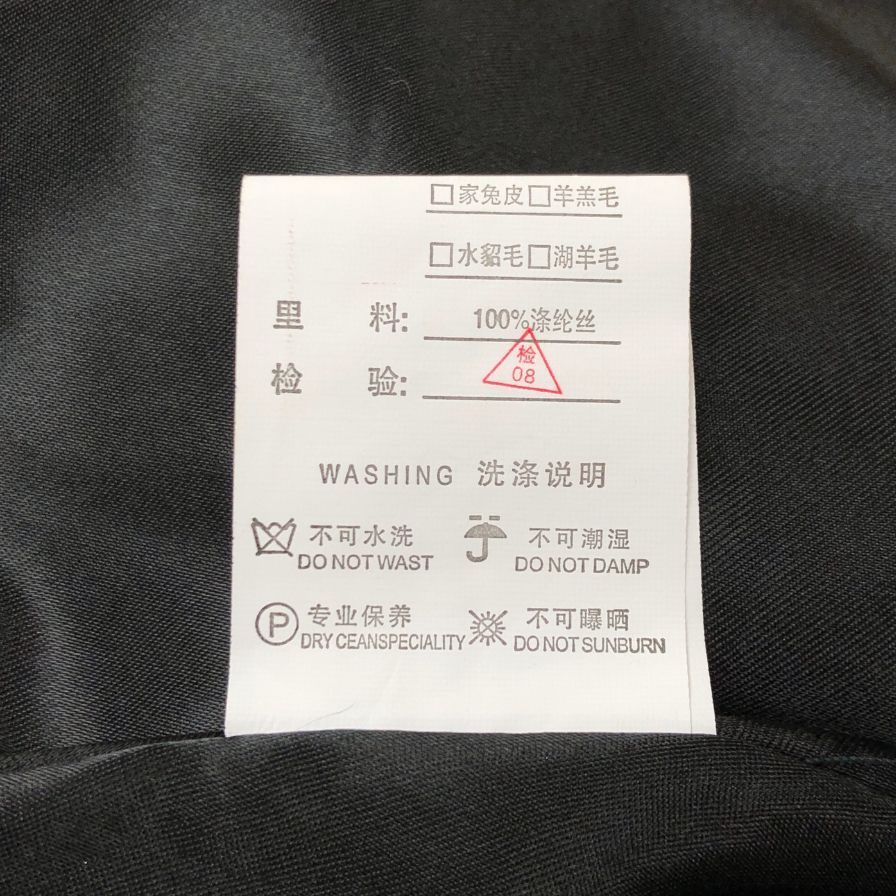 □家兔皮□羊羔毛
□水貂毛□湖羊毛
里 料: 100%涤纶丝
检 验: 检 08
WASHING 洗涤说明
不可水洗 不可潮湿
DO NOT WAST DO NOT DAMP
P 专业保养 不可曝晒
DRY CEANSPECIALITY DO NOT SUNBURN